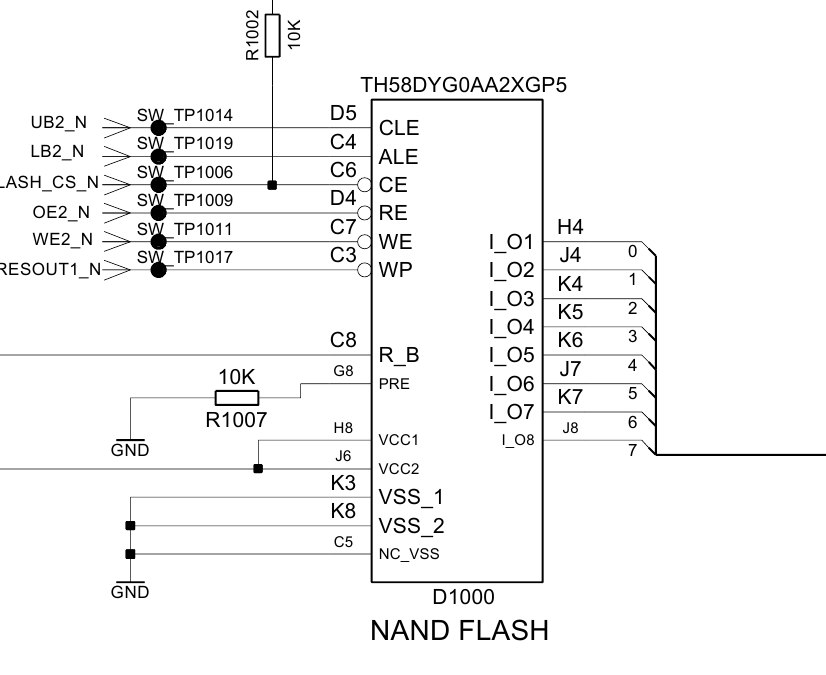 R1002
10K
TH58DYG0AA2XGP5
UB2_N
SW_TP1014
D5
CLE
LB2_N
SW_TP1019
C4
ALE
LASH_CS_N
SW_TP1006
C6
CE
OE2_N
SW_TP1009
D4
RE
WE2_N
SW_TP1011
C7
WE
RESOUT1_N
SW_TP1017
C3
WP
I_O1
H4
0
I_O2
J4
1
I_O3
K4
2
I_O4
K5
3
I_O5
K6
4
I_O6
J7
5
I_O7
K7
6
I_O8
J8
7
C8
R_B
10K
R1007
G8
PRE
GND
H8
VCC1
J6
VCC2
K3
VSS_1
K8
VSS_2
C5
NC_VSS
GND
D1000
NAND FLASH